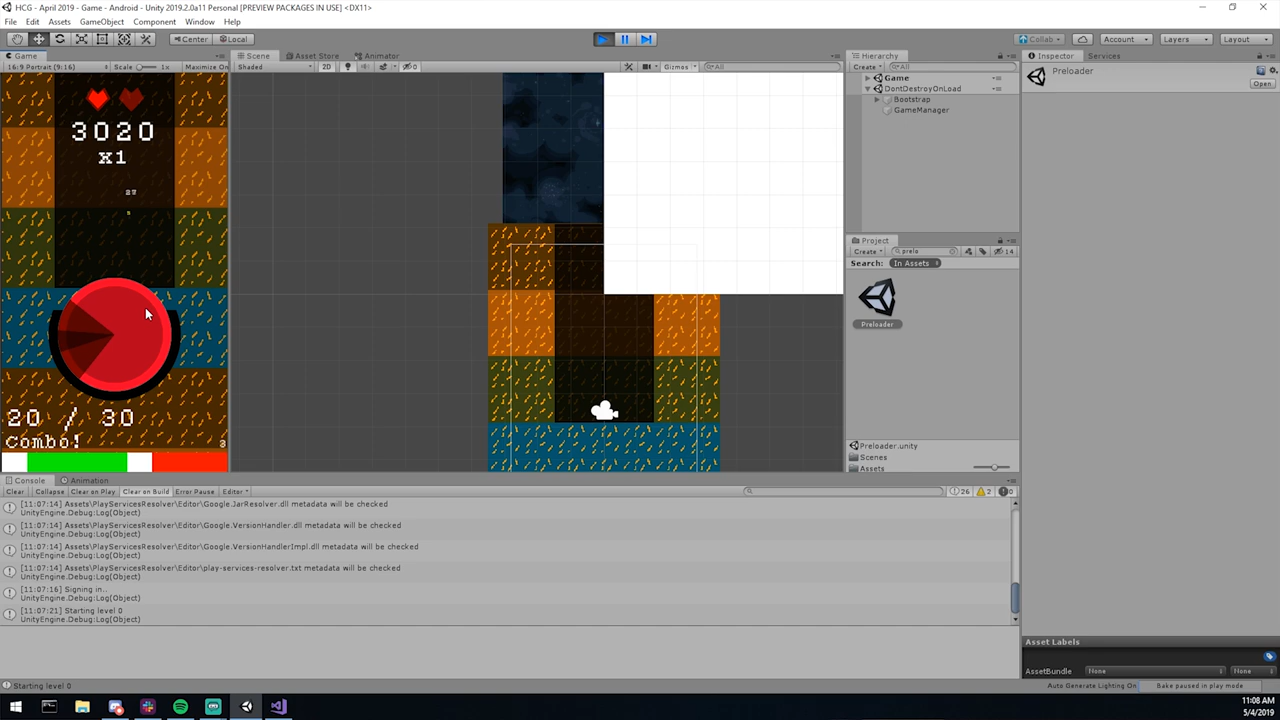 HCG - April 2019 - Game - Android - Unity 2019.2.0a11 Personal [PREVIEW PACKAGES IN USE] <DX11>
File Edit Assets GameObject Component Window Help
Center Local
Collab Account Layers Layout
Game
Scene Asset Store Animator
Hierarchy
Inspector Services
16:9 Portrait (9:16) Scale 1x Maximize On
Shaded 2D Gizmos All
Create All
Preloader
Open
Game
DontDestroyOnLoad
Bootstrap
GameManager
3020
x1
27
Project
Create prelo 14
Search: In Assets
Preloader
20 / 30
Combo!
3
Preloader.unity
Scenes
Assets
Console Animation
Clear Collapse Clear on Play Clear on Build Error Pause Editor
26 2 0
[11:07:14] Assets\PlayServicesResolver\Editor\Google.JarResolver.dll metadata will be checked
UnityEngine.Debug:Log(Object)
[11:07:14] Assets\PlayServicesResolver\Editor\Google.VersionHandler.dll metadata will be checked
UnityEngine.Debug:Log(Object)
[11:07:14] Assets\PlayServicesResolver\Editor\Google.VersionHandlerImpl.dll metadata will be checked
UnityEngine.Debug:Log(Object)
[11:07:14] Assets\PlayServicesResolver\Editor\play-services-resolver.txt metadata will be checked
UnityEngine.Debug:Log(Object)
[11:07:16] Signing in..
UnityEngine.Debug:Log(Object)
[11:07:21] Starting level 0
UnityEngine.Debug:Log(Object)
Asset Labels
AssetBundle None None
Starting level 0
Auto Generate Lighting On Bake paused in play mode
11:08 AM
5/4/2019